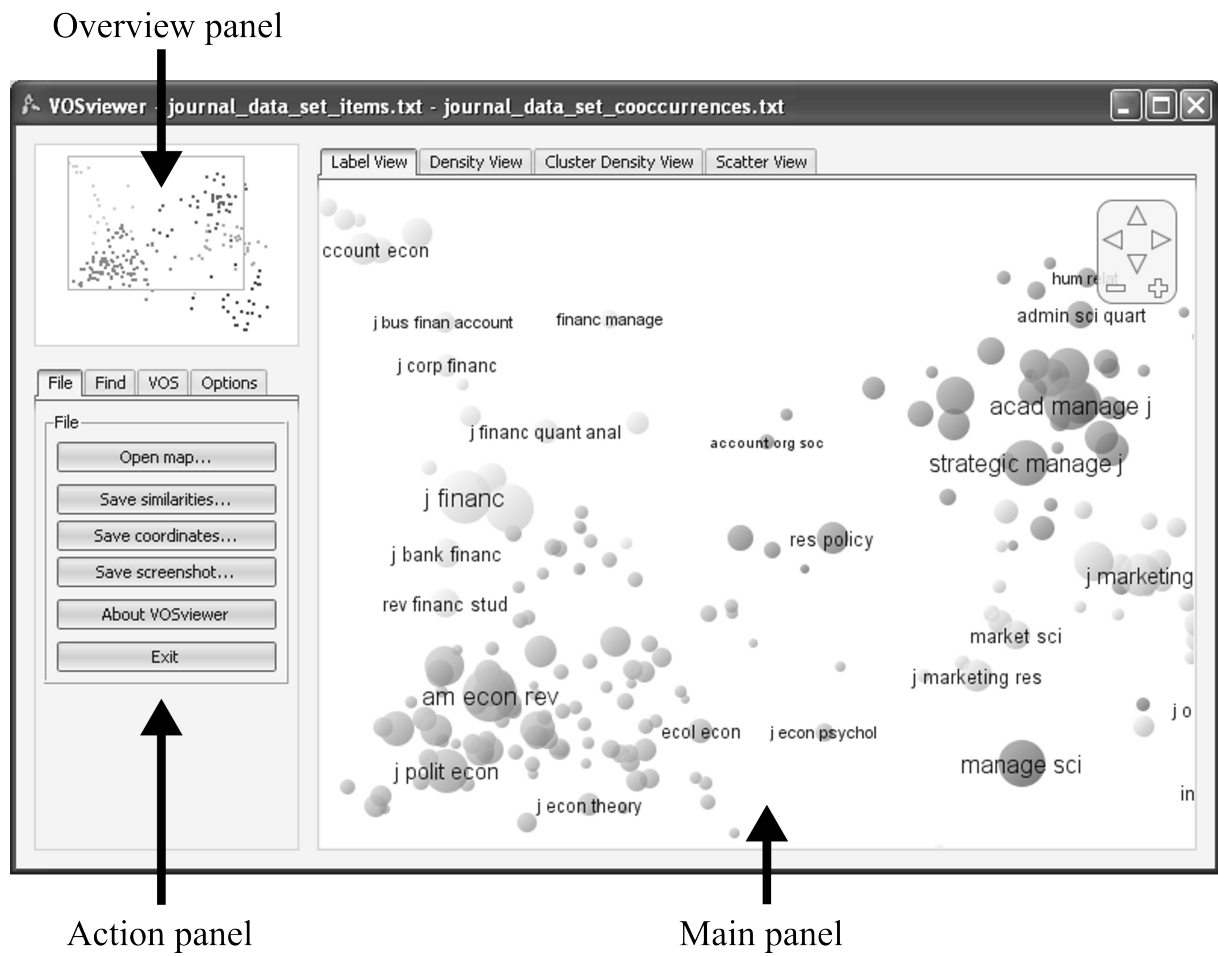 Overview panel
VOSviewer - journal_data_set_items.txt - journal_data_set_cooccurrences.txt
Label View
Density View
Cluster Density View
Scatter View
ccount econ
hum relat
j bus finan account
financ manage
admin sci quart
j corp financ
File
Find
VOS
Options
acad manage j
File
j financ quant anal
account org soc
Open map...
strategic manage j
Save similarities...
j financ
Save coordinates...
res policy
j bank financ
Save screenshot...
j marketing
rev financ stud
About VOSviewer
market sci
Exit
j marketing res
am econ rev
j o
ecol econ
j econ psychol
j polit econ
manage sci
in
j econ theory
Action panel
Main panel